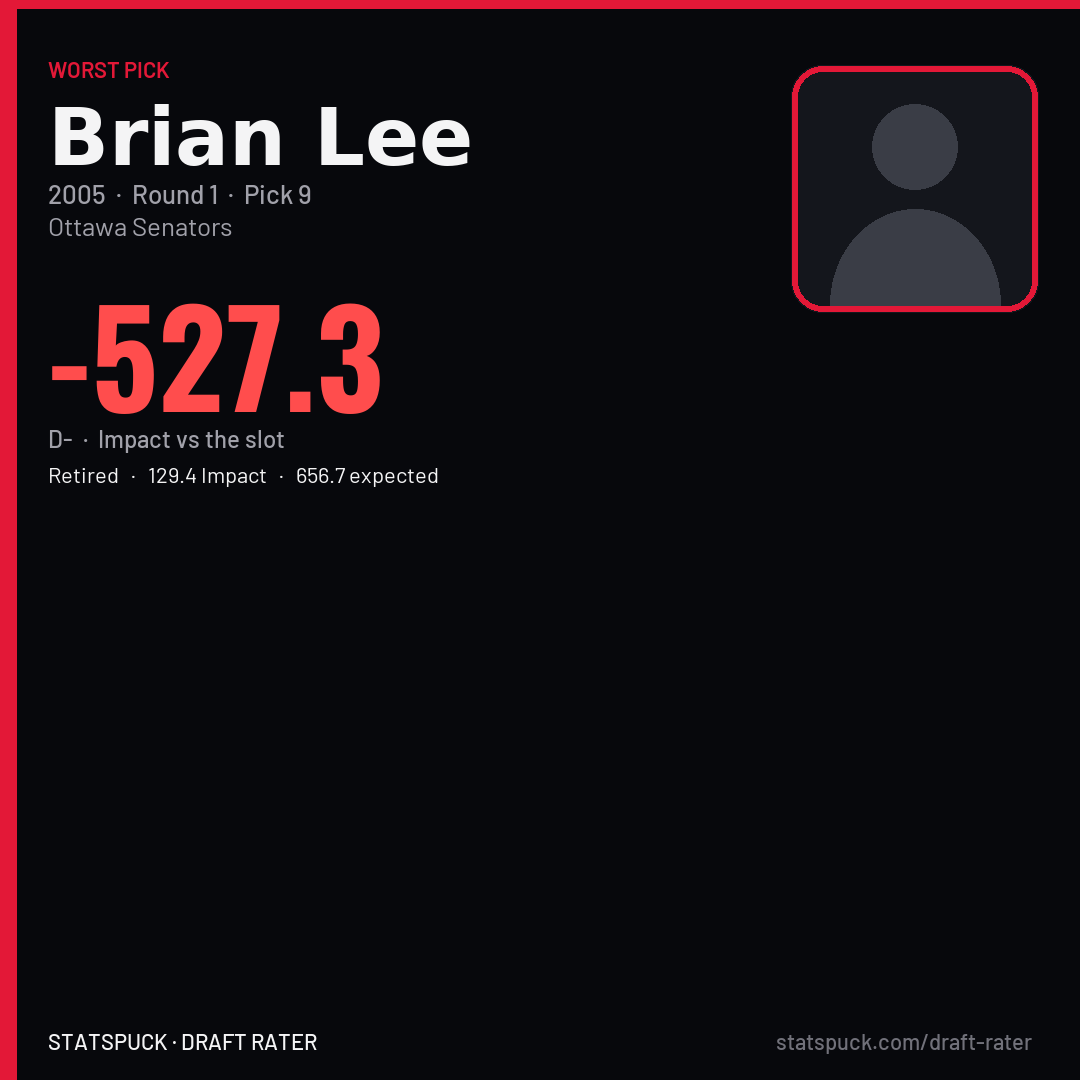 WORST PICK
Brian Lee
2005 · Round 1 · Pick 9
Ottawa Senators
-527.3
D- · Impact vs the slot
Retired · 129.4 Impact · 656.7 expected
STATSPUCK · DRAFT RATER
statspuck.com/draft-rater